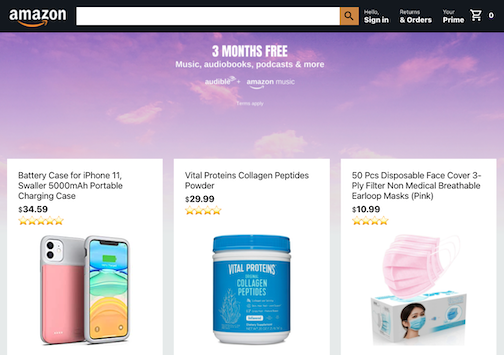 amazon
Hello,
Sign in
Returns
& Orders
Your
Prime
0
3 MONTHS FREE
Music, audiobooks, podcasts & more
audible + amazon music
Terms apply
Battery Case for iPhone 11,
Swaller 5000mAh Portable
Charging Case
$34.59
Vital Proteins Collagen Peptides
Powder
$29.99
50 Pcs Disposable Face Cover 3-
Ply Filter Non Medical Breathable
Earloop Masks (Pink)
$10.99
VITAL PROTEINS
ORIGINAL
COLLAGEN
PEPTIDES